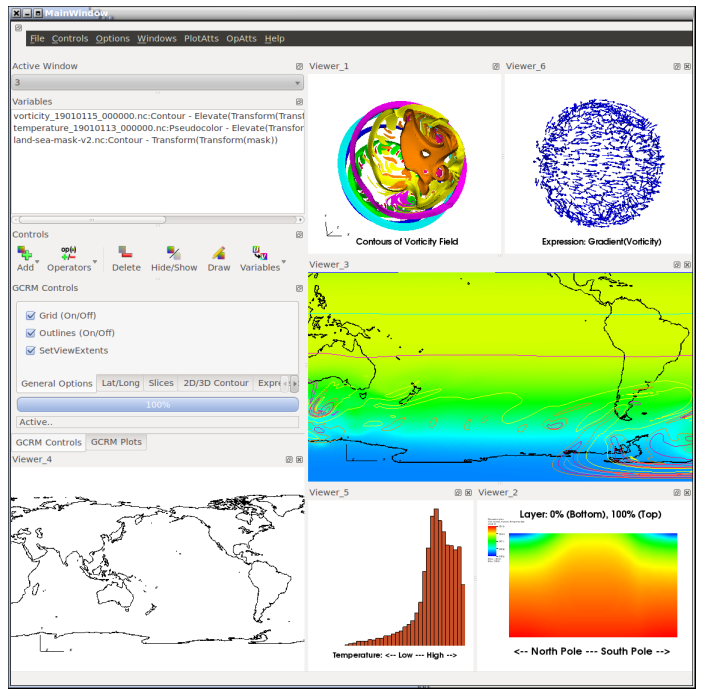 MainWindow
File Controls Options Windows PlotAtts OpAtts Help
Active Window
3
Variables
vorticity_19010115_000000.nc:Contour - Elevate(Transform(Transf
temperature_19010113_000000.nc:Pseudocolor - Elevate(Transfor
land-sea-mask-v2.nc:Contour - Transform(Transform(mask))
Controls
op(e)
Add Operators Delete Hide/Show Draw Variables
GCRM Controls
Grid (On/Off)
Outlines (On/Off)
SetViewExtents
General Options Lat/Long Slices 2D/3D Contour Expre
100%
Active..
GCRM Controls GCRM Plots
Viewer_4
Viewer_1
Contours of Vorticity Field
Viewer_6
Expression: Gradient(Vorticity)
Viewer_3
Viewer_5
Temperature: <-- Low --- High -->
Viewer_2
Layer: 0% (Bottom), 100% (Top)
<-- North Pole --- South Pole -->